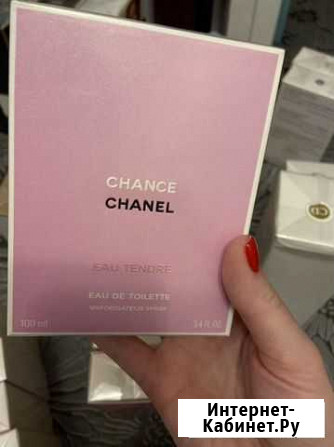 CHANCE
CHANEL
EAU TENDRE
EAU DE TOILETTE
VAPORISATEUR SPRAY
100 ml 3.4 FL. OZ.
Интернет-
Кабинет.Ру